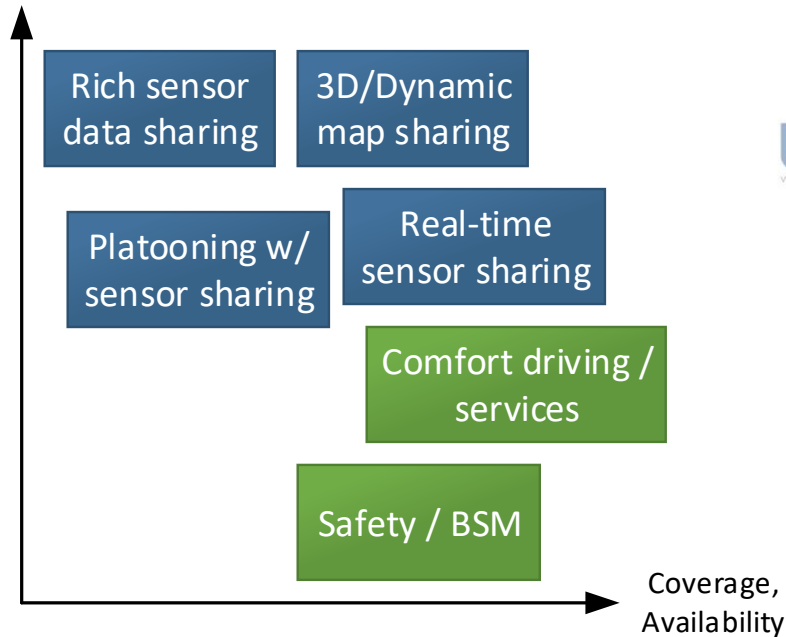 Rich sensor
data sharing
3D/Dynamic
map sharing
Platooning w/
sensor sharing
Real-time
sensor sharing
Comfort driving /
services
Safety / BSM
Coverage,
Availability